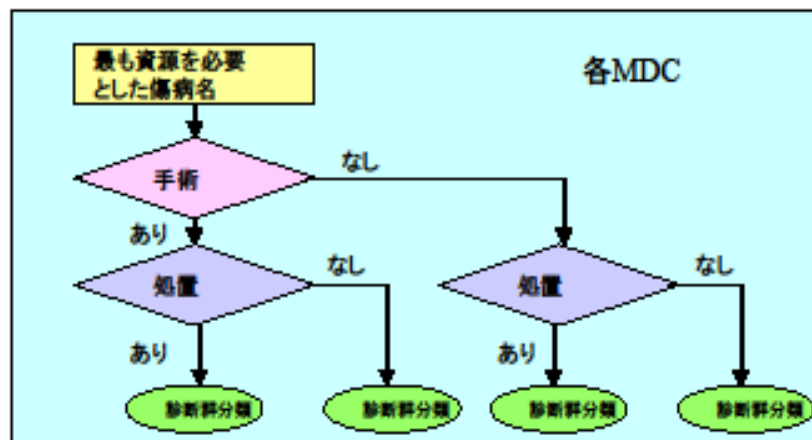 最も資源を必要
とした傷病名
各MDC
手術
なし
あり
処置
なし
処置
なし
あり
あり
診断群分類
診断群分類
診断群分類
診断群分類